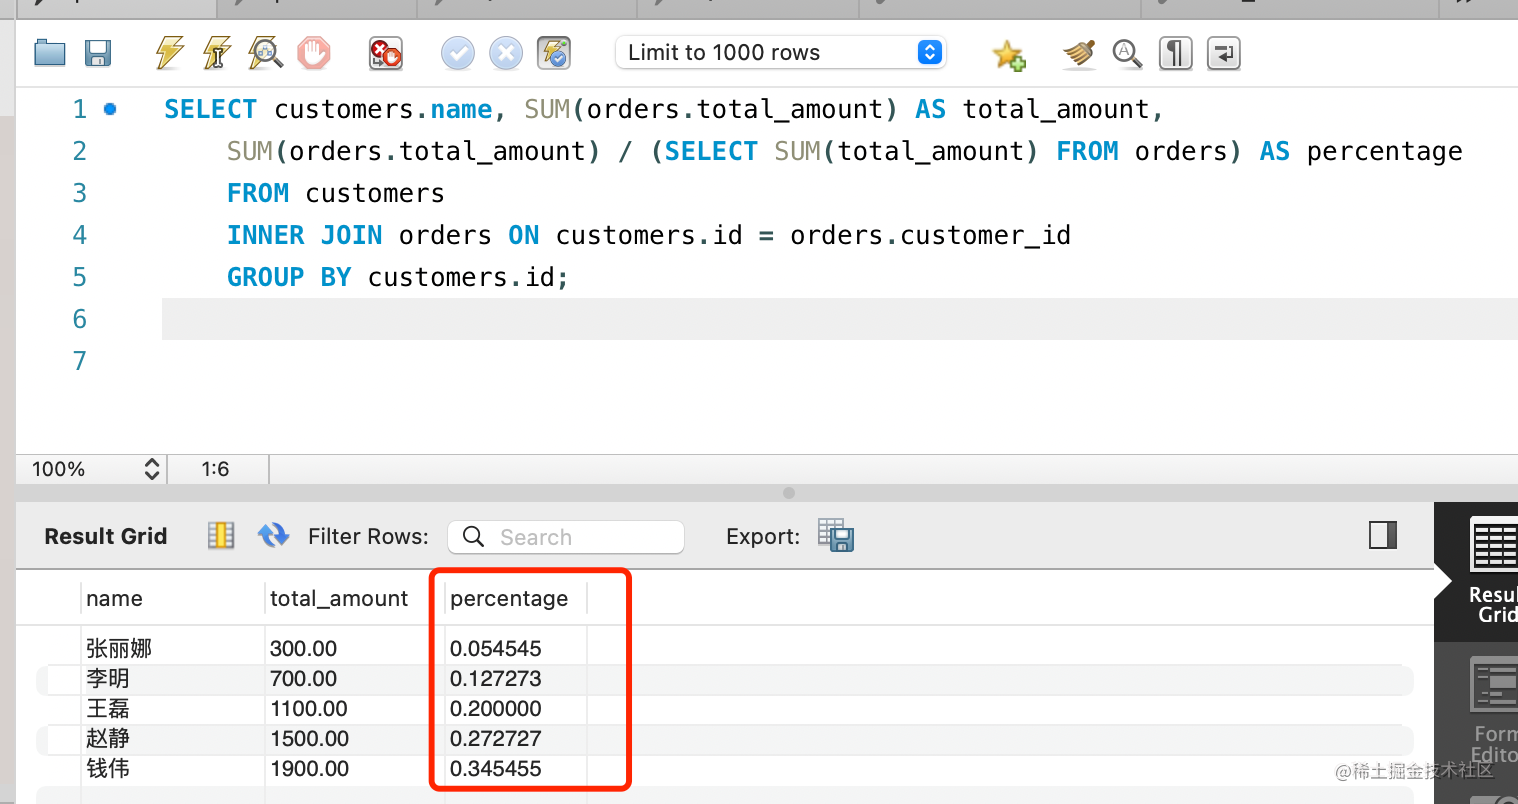 Limit to 1000 rows
1 SELECT customers.name, SUM(orders.total_amount) AS total_amount,
2 SUM(orders.total_amount) / (SELECT SUM(total_amount) FROM orders) AS percentage
3 FROM customers
4 INNER JOIN orders ON customers.id = orders.customer_id
5 GROUP BY customers.id;
6
7
100% 1:6
Result Grid Filter Rows: Search Export:
name total_amount percentage
张丽娜 300.00 0.054545
李明 700.00 0.127273
王磊 1100.00 0.200000
赵静 1500.00 0.272727
钱伟 1900.00 0.345455
Resul
Grid
Form
Edito
@稀土掘金技术社区